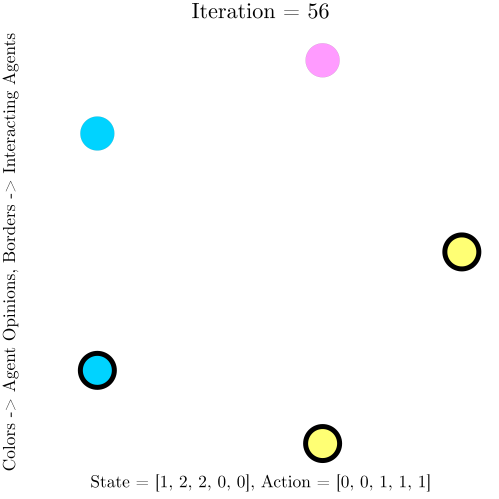 Iteration = 56
Colors -> Agent Opinions, Borders -> Interacting Agents
State = [1, 2, 2, 0, 0], Action = [0, 0, 1, 1, 1]